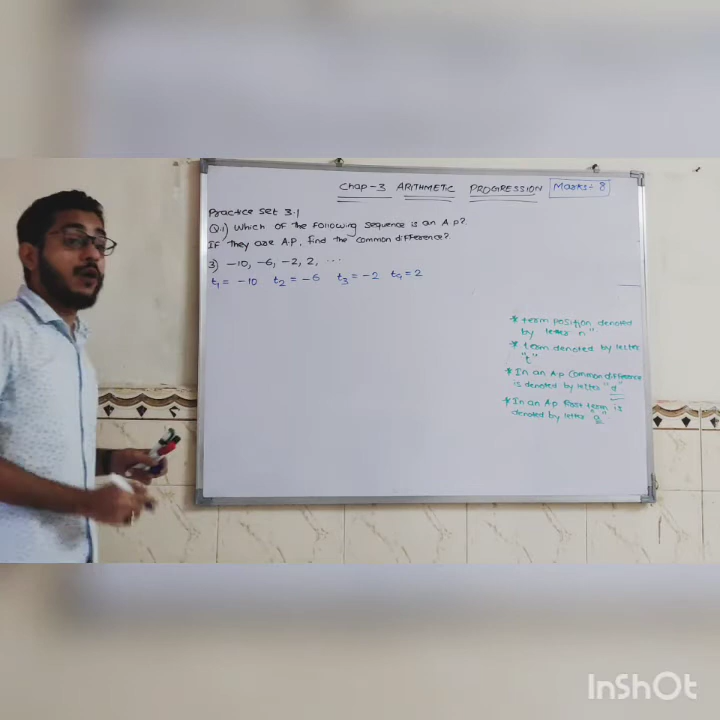 Chap-3 ARITHMETIC PROGRESSION Marks:- 8
Practice Set 3.1
Q.1) Which of the Following Sequence is an A.P?
IF they are A.P, Find the Common difference?
3) -10, -6, -2, 2, ...
t1 = -10 t2 = -6 t3 = -2 t4 = 2
* term position denoted
by letter n"
* term denoted by letter
"t"
* In an A.P Common difference
is denoted by letter "d"
* In an A.P First term is
denoted by letter "a"
InShOt